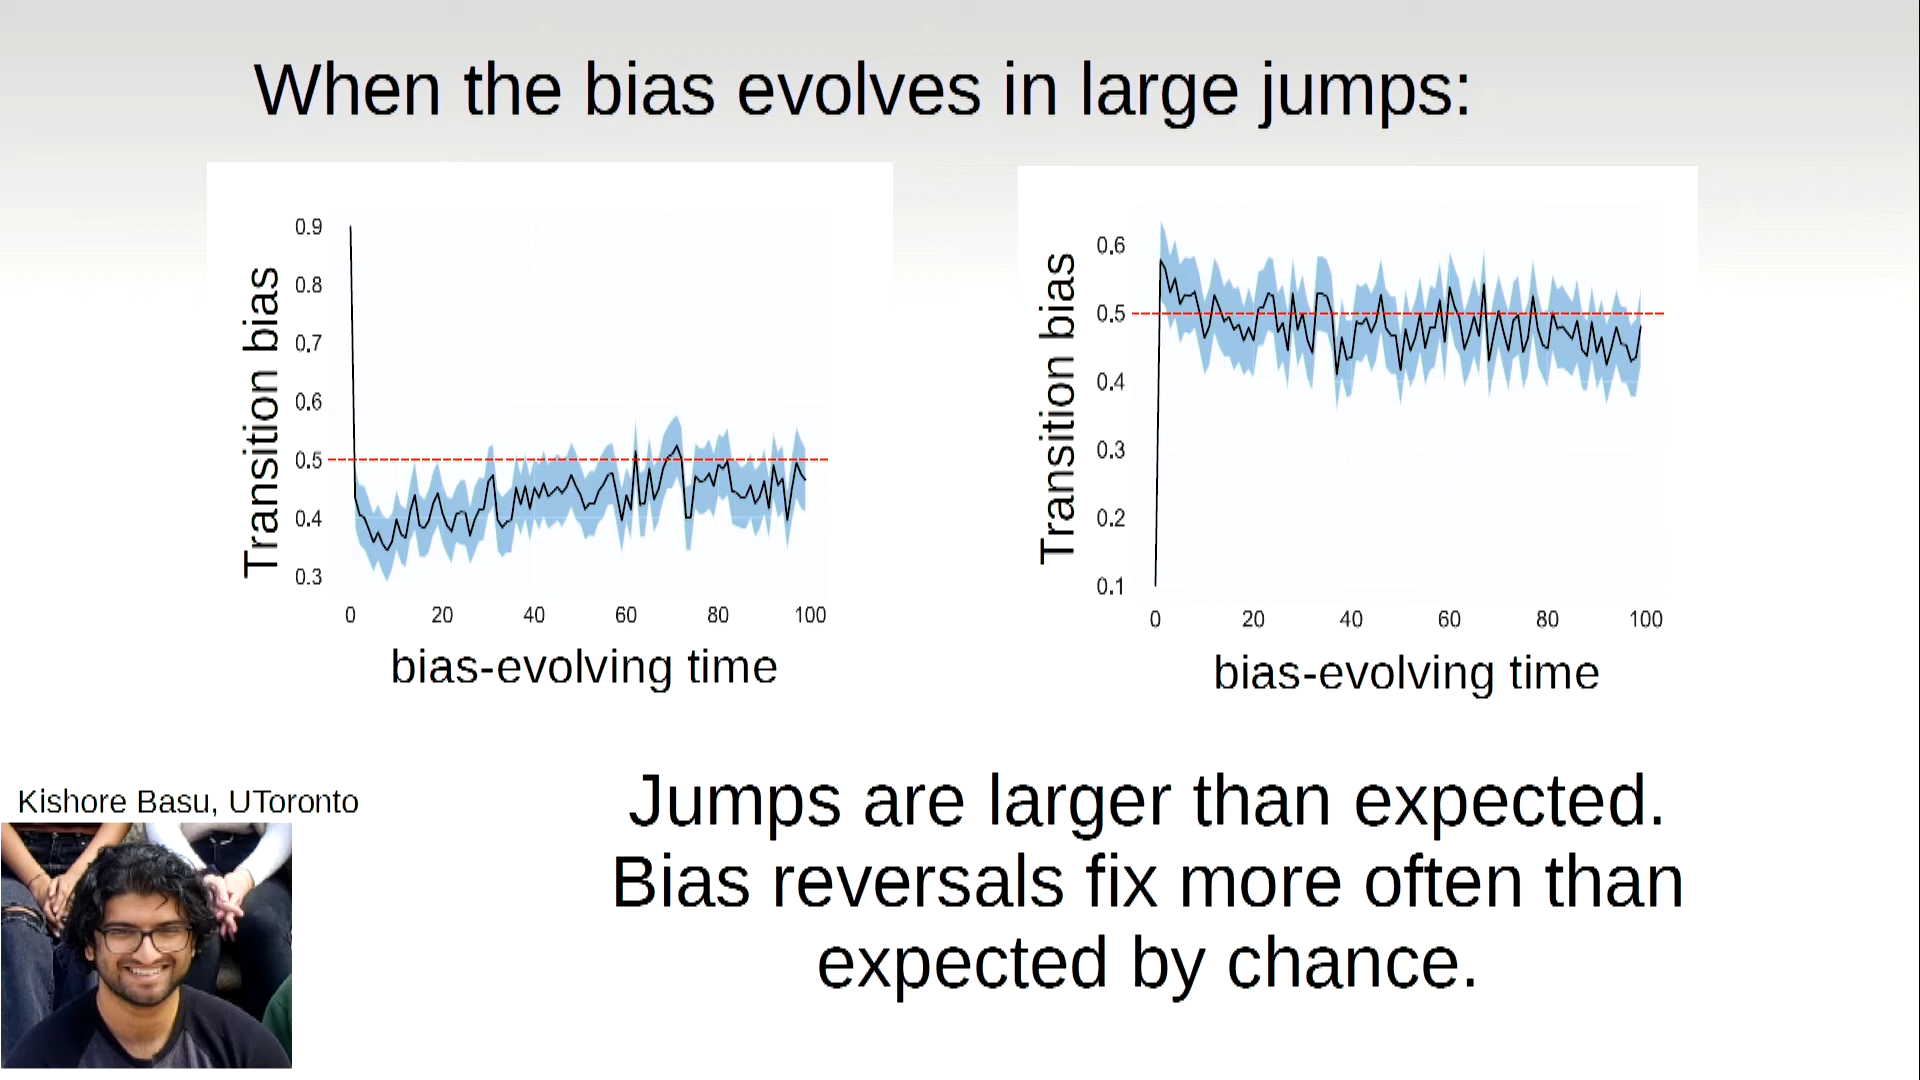 When the bias evolves in large jumps:
Transition bias
0.9
0.8
0.7
0.6
0.5
0.4
0.3
0 20 40 60 80 100
bias-evolving time
Transition bias
0.6
0.5
0.4
0.3
0.2
0.1
0 20 40 60 80 100
bias-evolving time
Kishore Basu, UToronto
Jumps are larger than expected.
Bias reversals fix more often than
expected by chance.